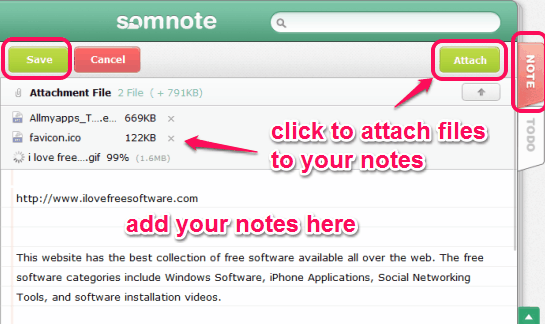 somnote
Save Cancel Attach
NOTE
TODO
Attachment File 2 File ( + 791KB)
Allmyapps_T....e... 669KB ×
favicon.ico 122KB ×
i love free....gif 99% (1.6MB)
click to attach files
to your notes
http://www.ilovefreesoftware.com
add your notes here
This website has the best collection of free software available all over the web. The free
software categories include Windows Software, iPhone Applications, Social Networking
Tools, and software installation videos.